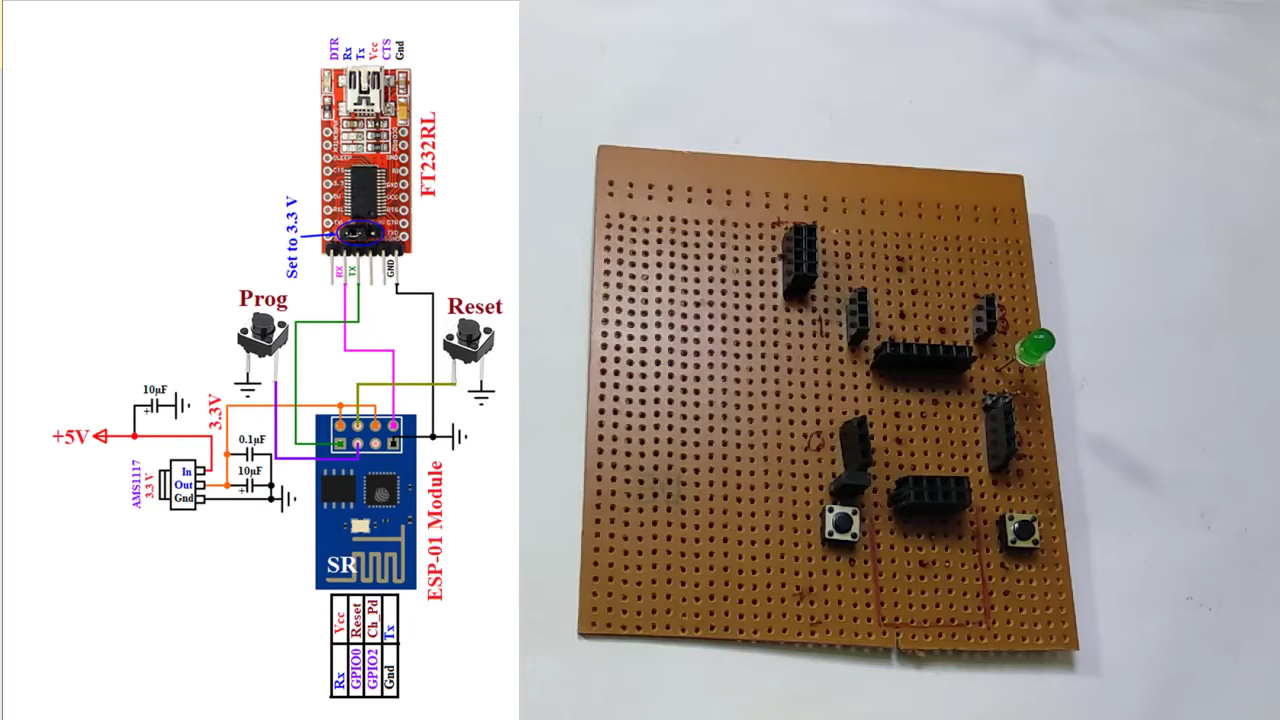 DTR
Rx
Tx
Vcc
CTS
Gnd
FT232RL
Set to 3.3 V
RX
TX
GND
Prog
Reset
10µF
3.3V
+5V
0.1µF
10µF
AMS1117
3.3 V
In
Out
Gnd
ESP-01 Module
SR
Vcc
Reset
Ch_Pd
Tx
Rx
GPIO0
GPIO2
Gnd